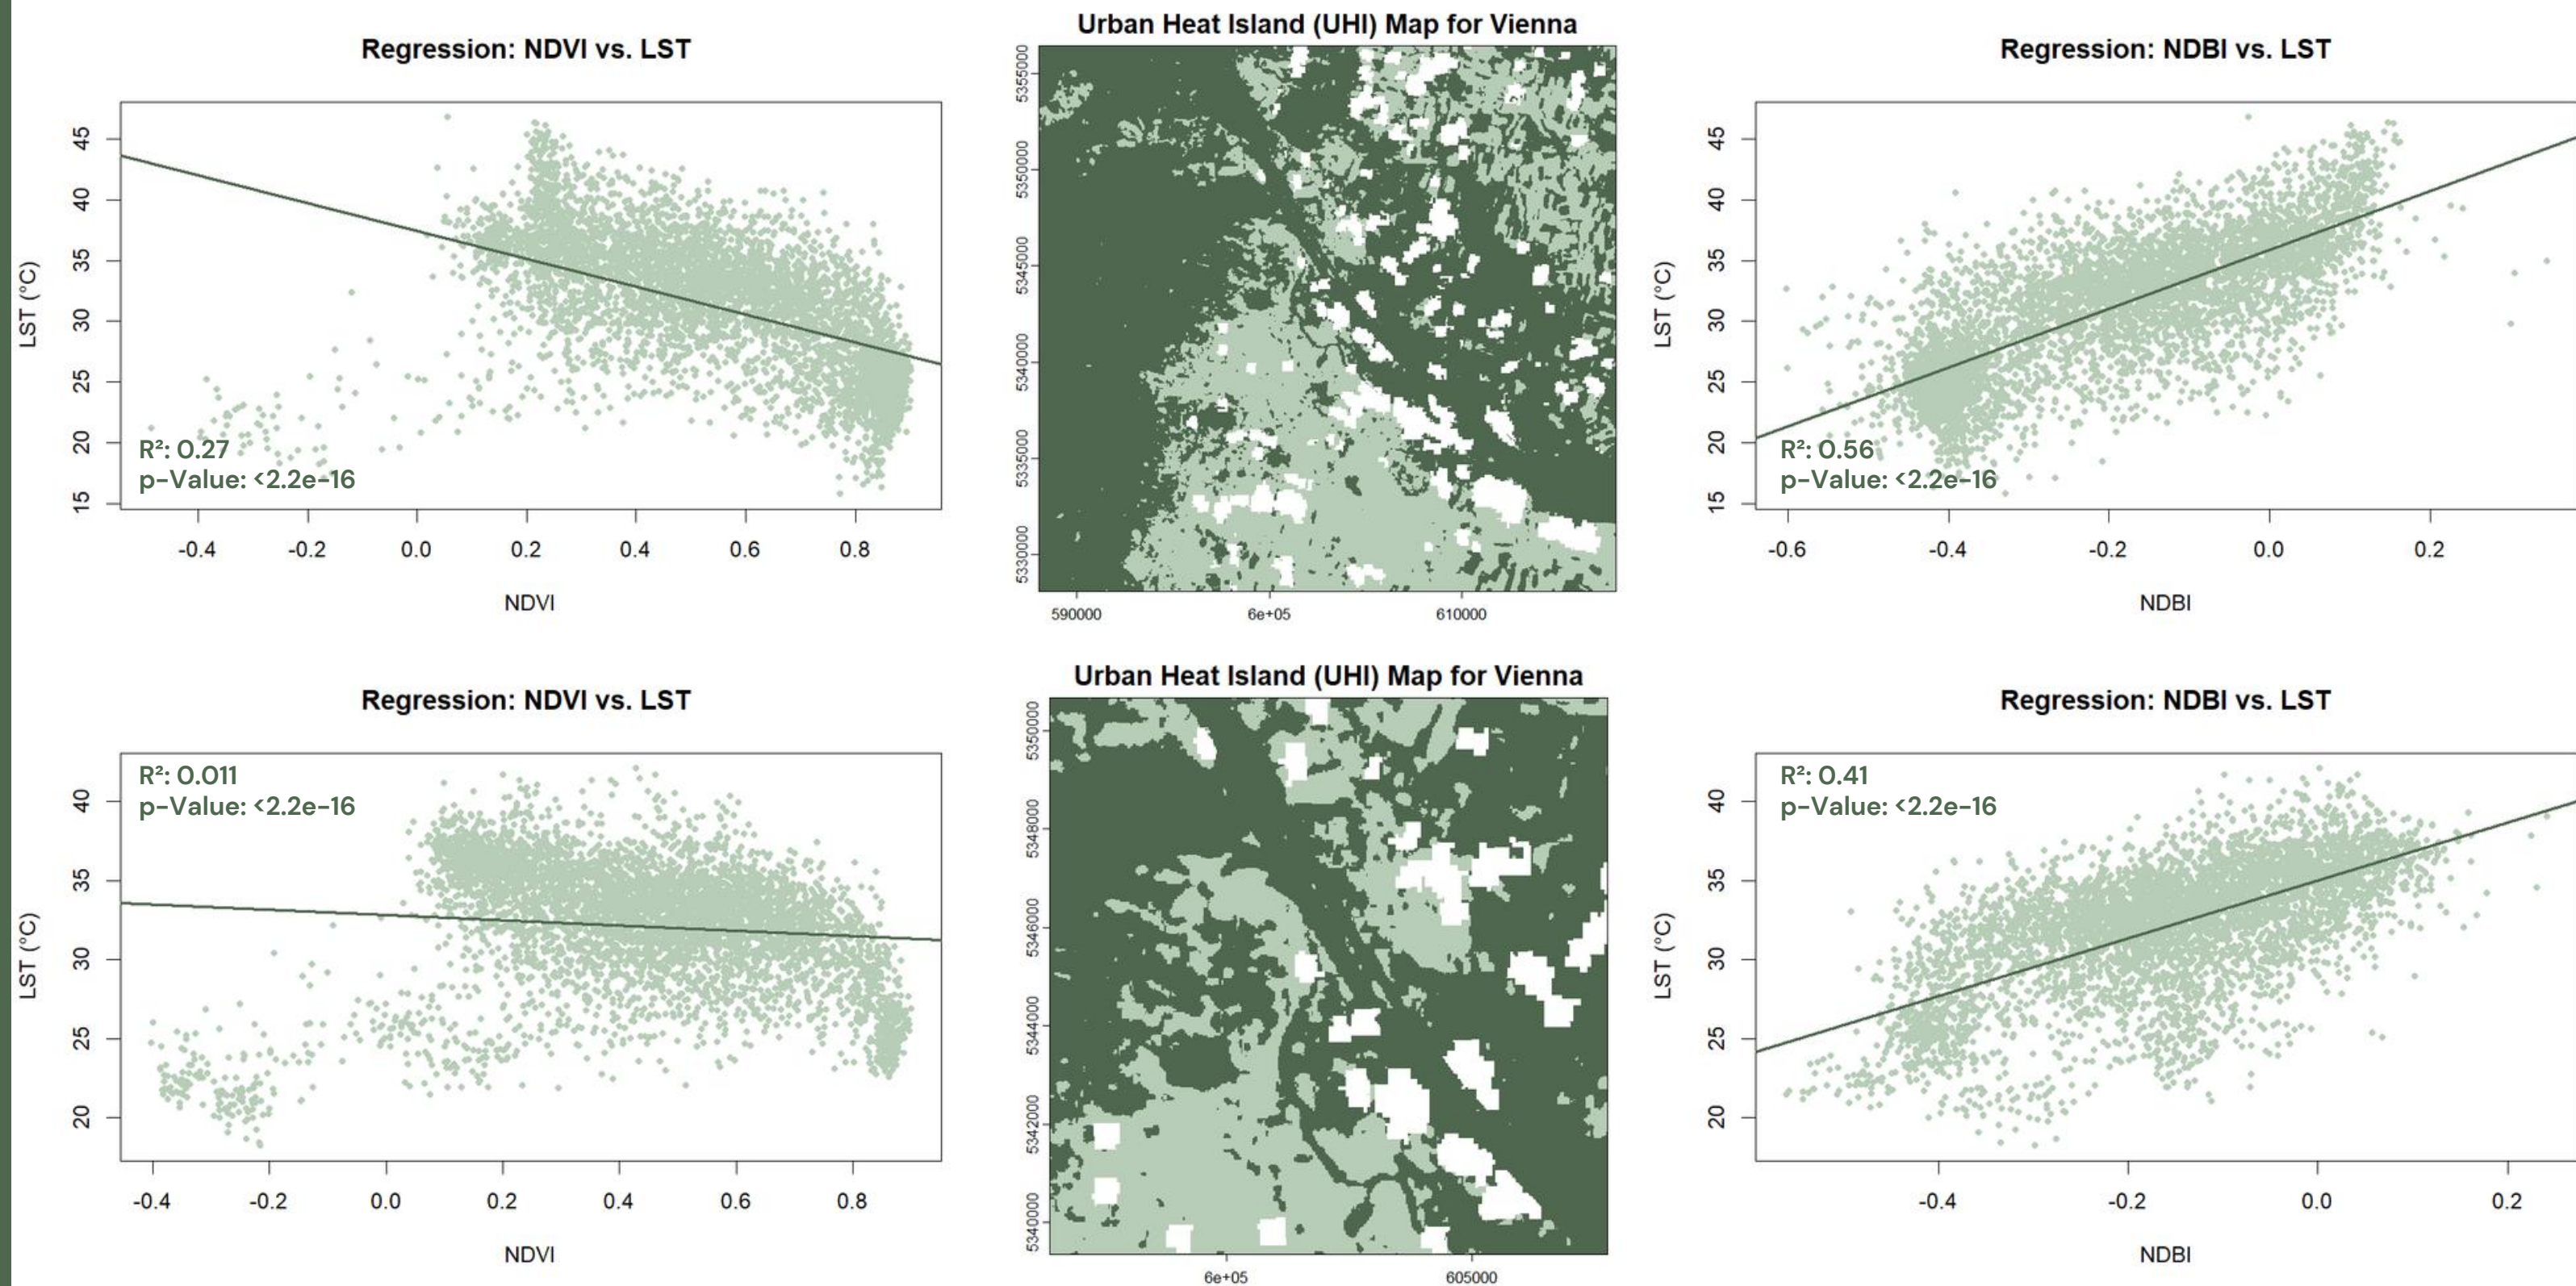 Regression: NDVI vs. LST
LST (°C)
45
40
35
30
25
20
15
R²: 0.27
p-Value: <2.2e-16
-0.4 -0.2 0.0 0.2 0.4 0.6 0.8
NDVI
Urban Heat Island (UHI) Map for Vienna
5355000
5350000
5345000
5340000
5335000
5330000
590000 6e+05 610000
Regression: NDBI vs. LST
LST (°C)
45
40
35
30
25
20
15
R²: 0.56
p-Value: <2.2e-16
-0.6 -0.4 -0.2 0.0 0.2
NDBI
Regression: NDVI vs. LST
R²: 0.011
p-Value: <2.2e-16
LST (°C)
40
35
30
25
20
-0.4 -0.2 0.0 0.2 0.4 0.6 0.8
NDVI
Urban Heat Island (UHI) Map for Vienna
5350000
5348000
5346000
5344000
5342000
5340000
6e+05 605000
Regression: NDBI vs. LST
R²: 0.41
p-Value: <2.2e-16
LST (°C)
40
35
30
25
20
-0.4 -0.2 0.0 0.2
NDBI